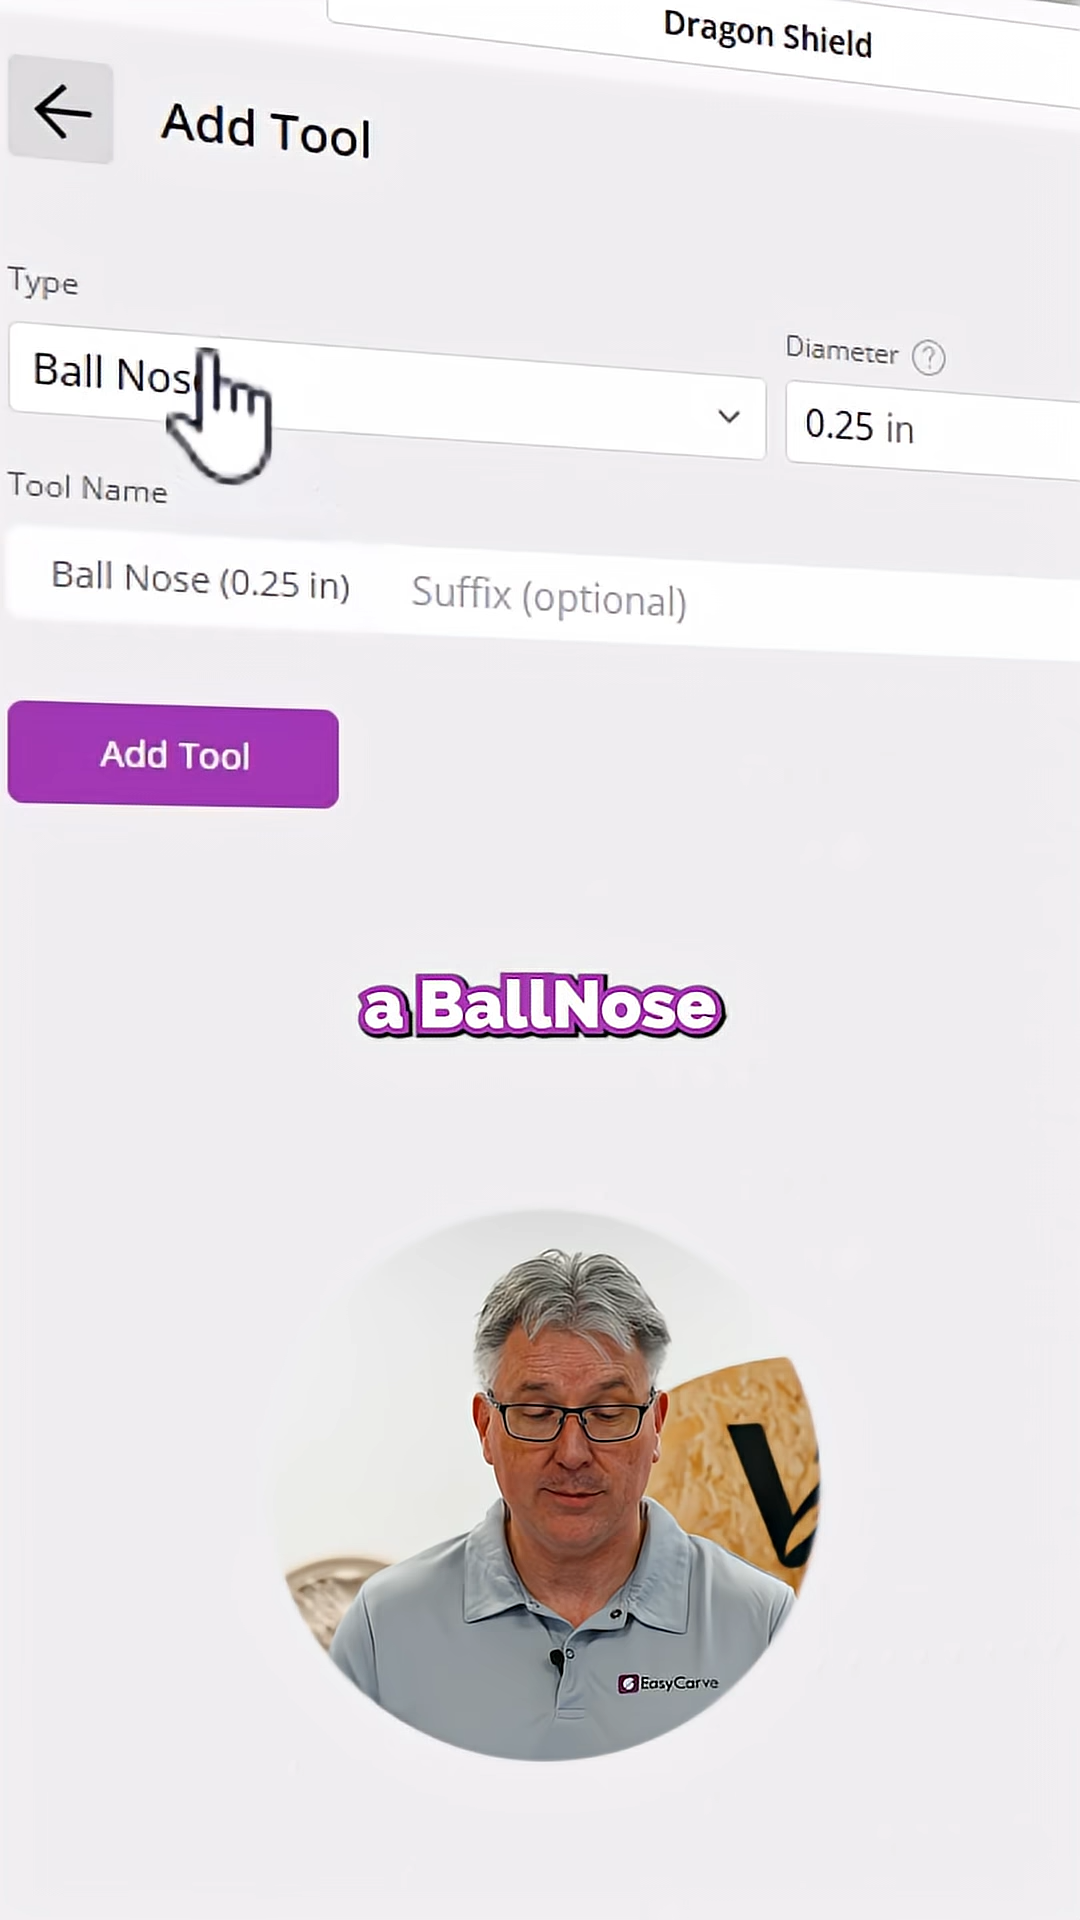 Dragon Shield
Add Tool
Type
Ball Nose
Diameter ?
0.25 in
Tool Name
Ball Nose (0.25 in) Suffix (optional)
Add Tool
a BallNose
EasyCarve